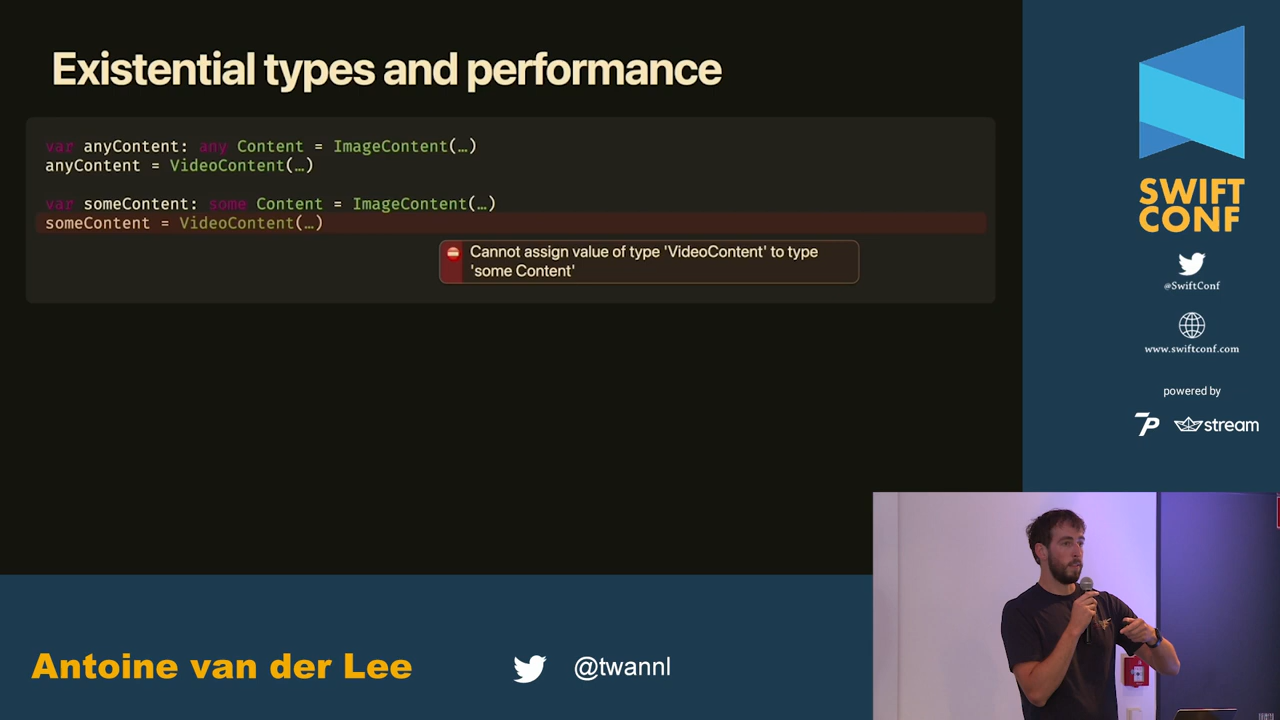 Existential types and performance
var anyContent: any Content = ImageContent(…)
anyContent = VideoContent(…)
var someContent: some Content = ImageContent(…)
someContent = VideoContent(…)
Cannot assign value of type 'VideoContent' to type
'some Content'
SWIFT
CONF
@SwiftConf
www.swiftconf.com
powered by
7P stream
Antoine van der Lee
@twannl